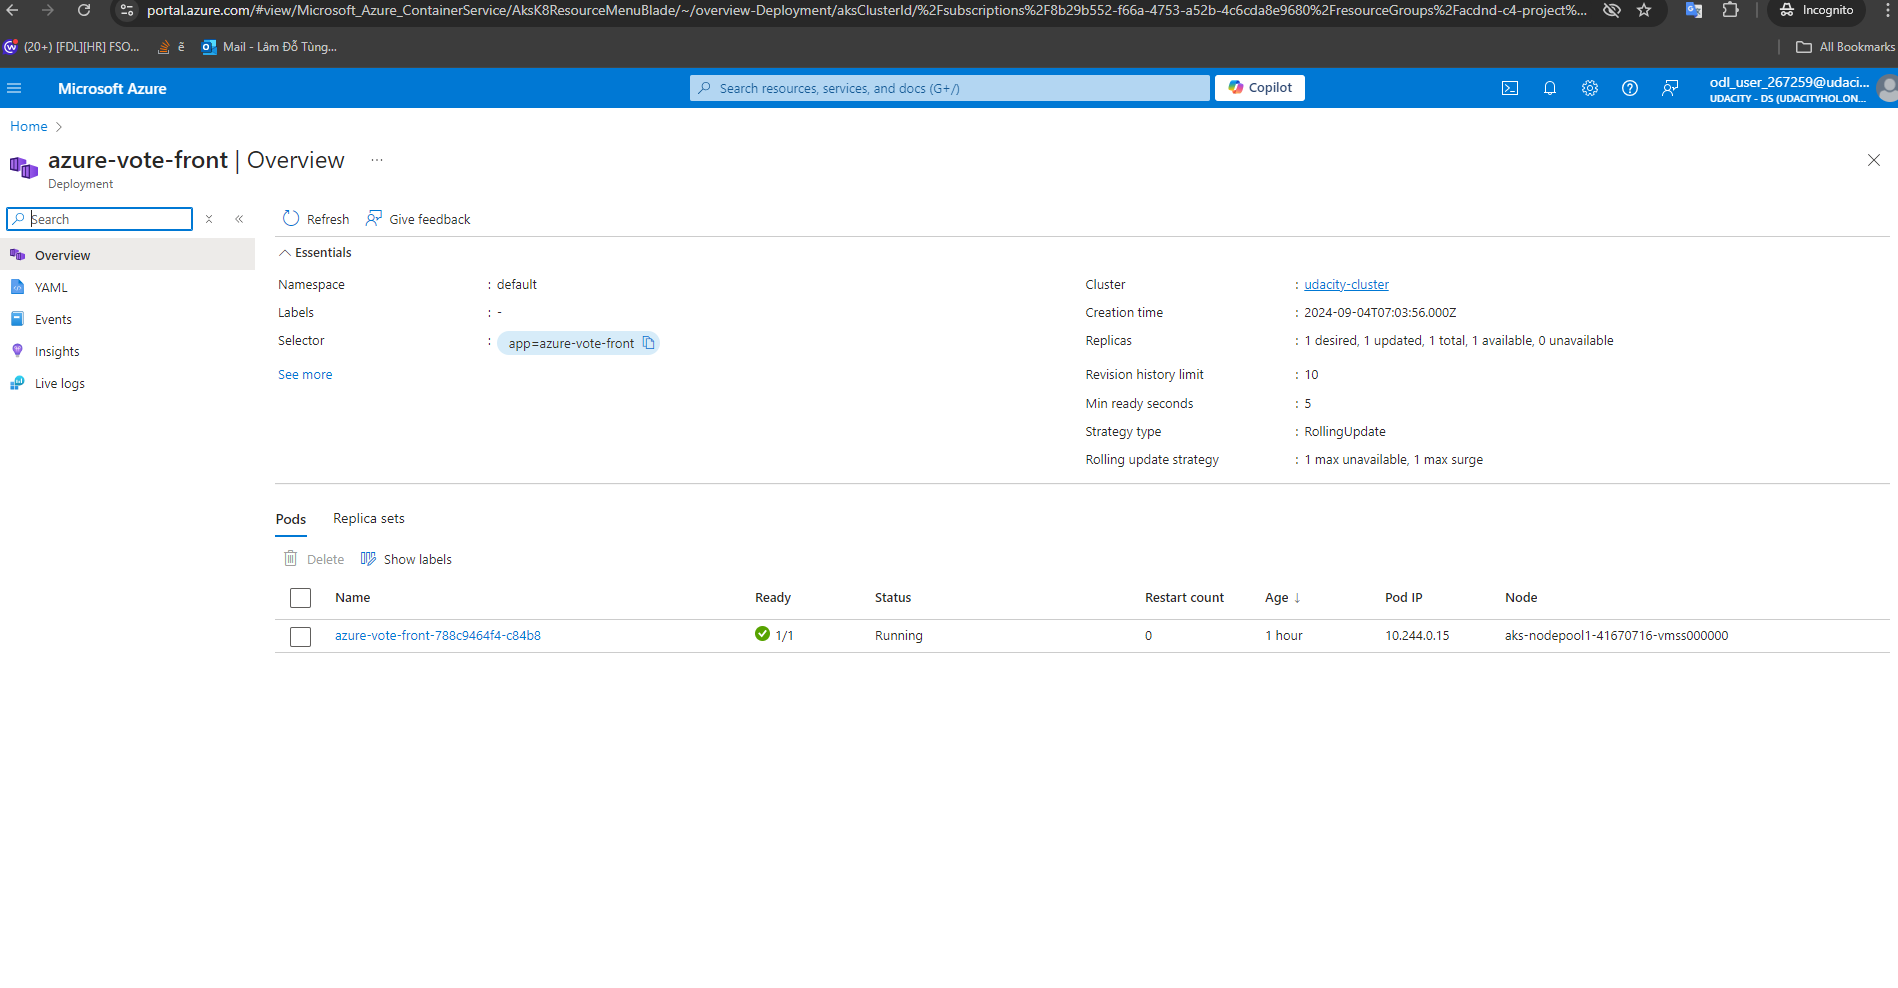 portal.azure.com/#view/Microsoft_Azure_ContainerService/AksK8ResourceMenuBlade/~/overview-Deployment/aksClusterId/%2Fsubscriptions%2F8b29b552-f66a-4753-a52b-4c6cda8e9680%2FresourceGroups%2Facdnd-c4-project%... Incognito
(20+) [FDL][HR] FSO... ẽ Mail - Lâm Đỗ Tùng... All Bookmarks
Microsoft Azure Search resources, services, and docs (G+/) Copilot odl_user_267259@udaci...
UDACITY - DS (UDACITYHOL.ON...
Home
azure-vote-front | Overview ...
Deployment
Search
Refresh Give feedback
Overview
YAML
Events
Insights
Live logs
Essentials
Namespace : default
Labels : -
Selector : app=azure-vote-front
See more
Cluster : udacity-cluster
Creation time : 2024-09-04T07:03:56.000Z
Replicas : 1 desired, 1 updated, 1 total, 1 available, 0 unavailable
Revision history limit : 10
Min ready seconds : 5
Strategy type : RollingUpdate
Rolling update strategy : 1 max unavailable, 1 max surge
Pods Replica sets
Delete Show labels
Name Ready Status Restart count Age ↓ Pod IP Node
azure-vote-front-788c9464f4-c84b8 1/1 Running 0 1 hour 10.244.0.15 aks-nodepool1-41670716-vmss000000